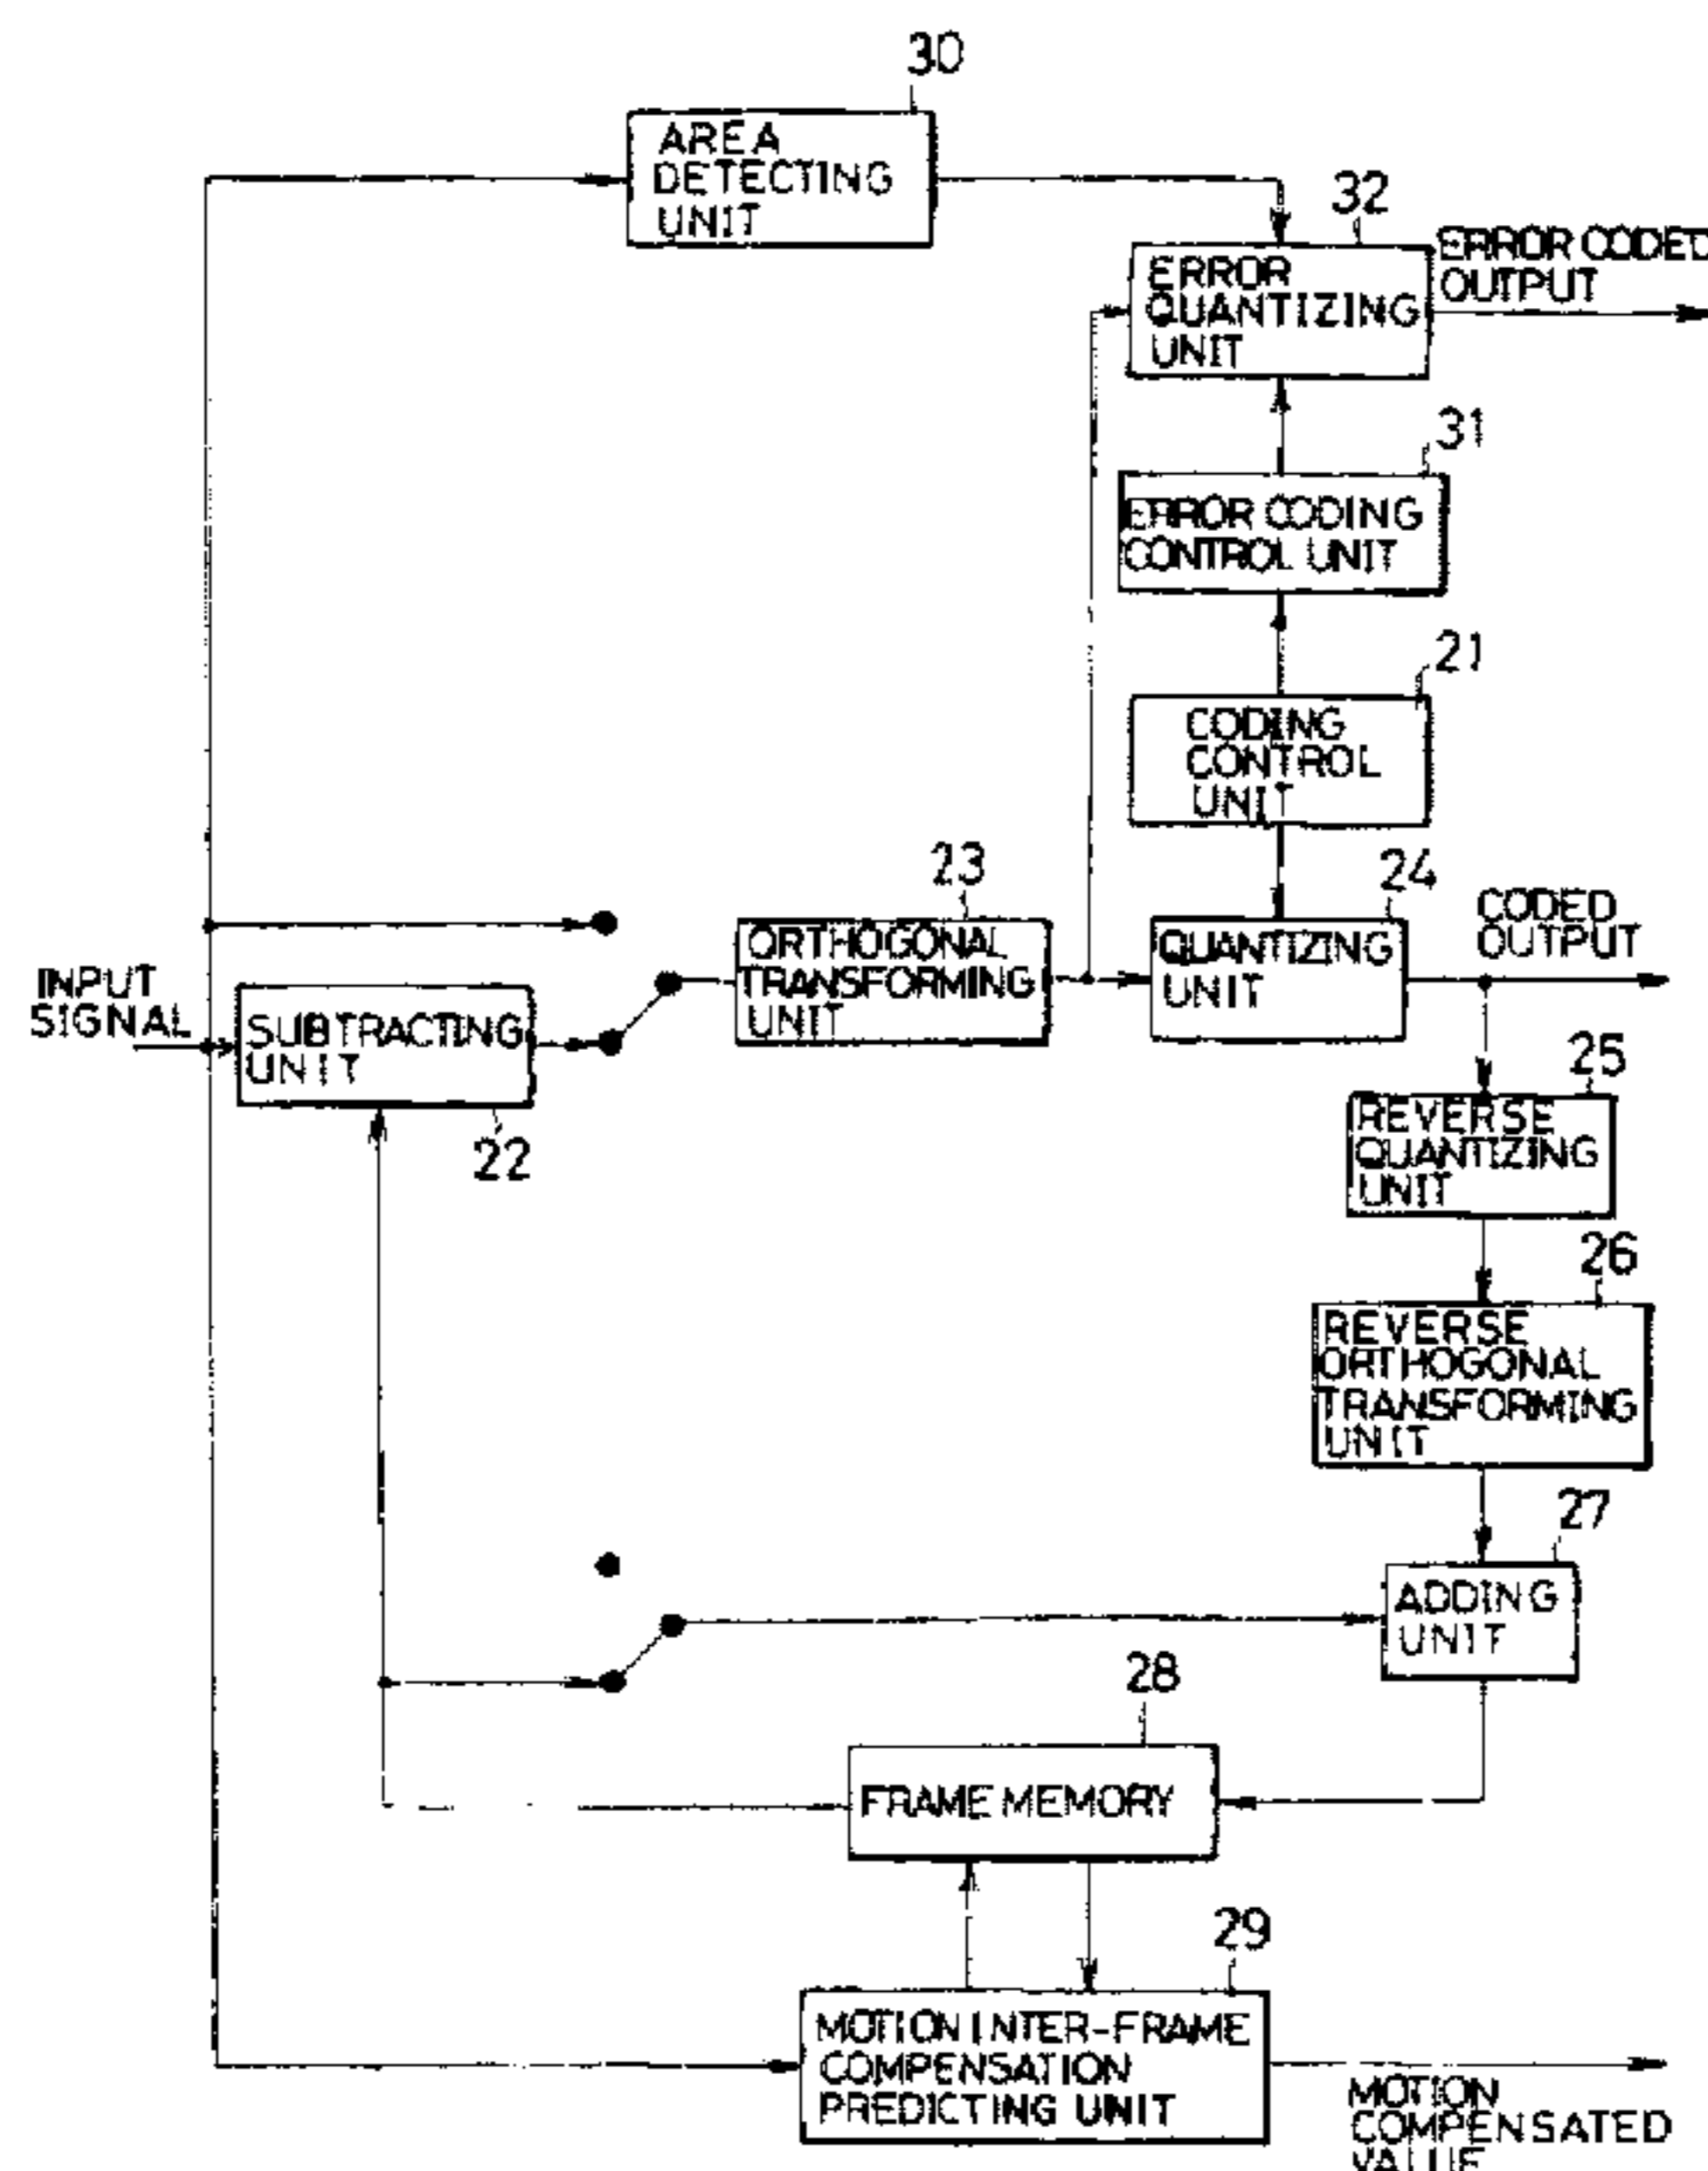 30
AREA
DETECTING
UNIT
32
ERROR
QUANTIZING
UNIT
ERROR CODED
OUTPUT
31
ERROR CODING
CONTROL UNIT
21
CODING
CONTROL
UNIT
23
ORTHOGONAL
TRANSFORMING
UNIT
24
QUANTIZING
UNIT
CODED
OUTPUT
INPUT
SIGNAL
SUBTRACTING
UNIT
22
25
REVERSE
QUANTIZING
UNIT
26
REVERSE
ORTHOGONAL
TRANSFORMING
UNIT
27
ADDING
UNIT
28
FRAME MEMORY
29
MOTION INTER-FRAME
COMPENSATION
PREDICTING UNIT
MOTION
COMPENSATED
VALUE